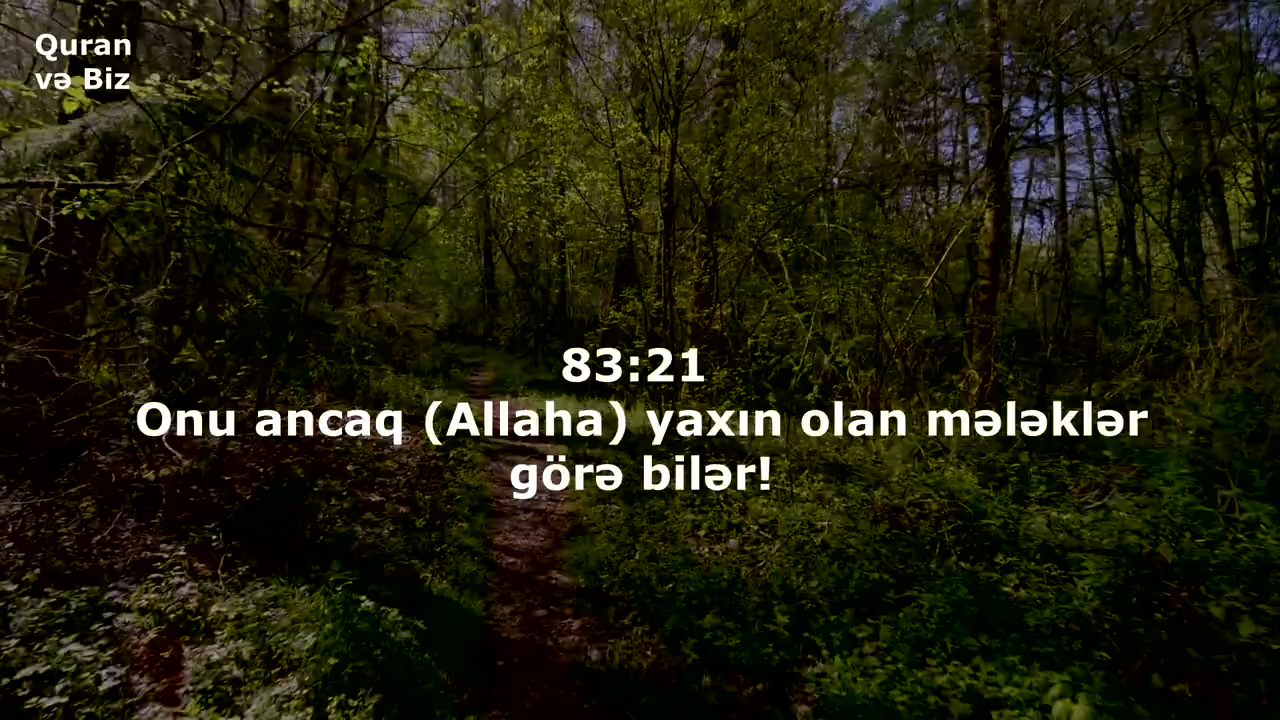 Quran
və Biz
83:21
Onu ancaq (Allaha) yaxın olan mələklər
görə bilər!